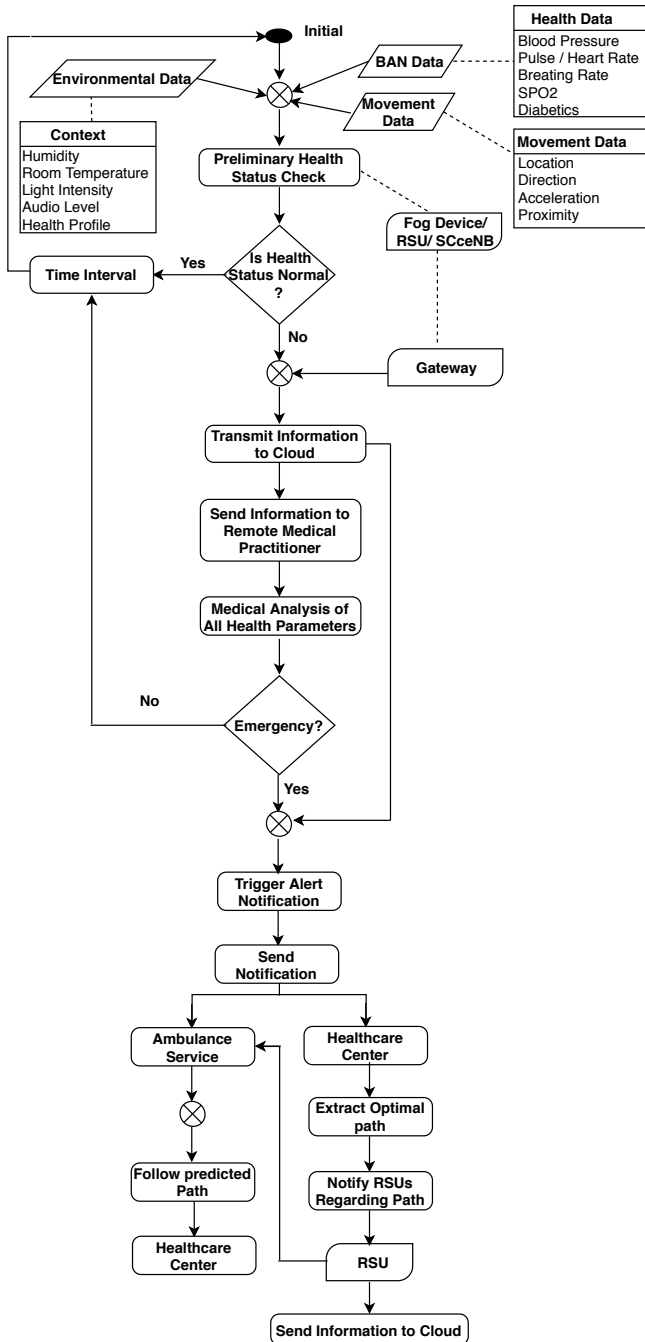 Initial
Health Data
Blood Pressure
Pulse / Heart Rate
Breating Rate
SPO2
Diabetics
BAN Data
Environmental Data
Movement
Data
Context
Humidity
Room Temperature
Light Intensity
Audio Level
Health Profile
Movement Data
Location
Direction
Acceleration
Proximity
Preliminary Health
Status Check
Fog Device/
RSU/ SCceNB
Is Health
Status Normal
?
Yes
Time Interval
No
Gateway
Transmit Information
to Cloud
Send Information to
Remote Medical
Practitioner
Medical Analysis of
All Health Parameters
No
Emergency?
Yes
Trigger Alert
Notification
Send
Notification
Ambulance
Service
Healthcare
Center
Extract Optimal
path
Follow predicted
Path
Notify RSUs
Regarding Path
Healthcare
Center
RSU
Send Information to Cloud